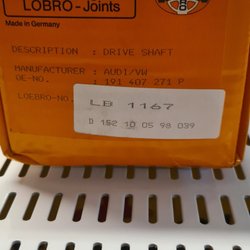 LOBRO - Joints
Made in Germany
DESCRIPTION : DRIVE SHAFT
MANUFACTURER : AUDI/VW
OE-NO. : 191 407 271 P
LOEBRO-NO.
LB 1167
D 152 10 05 98 039